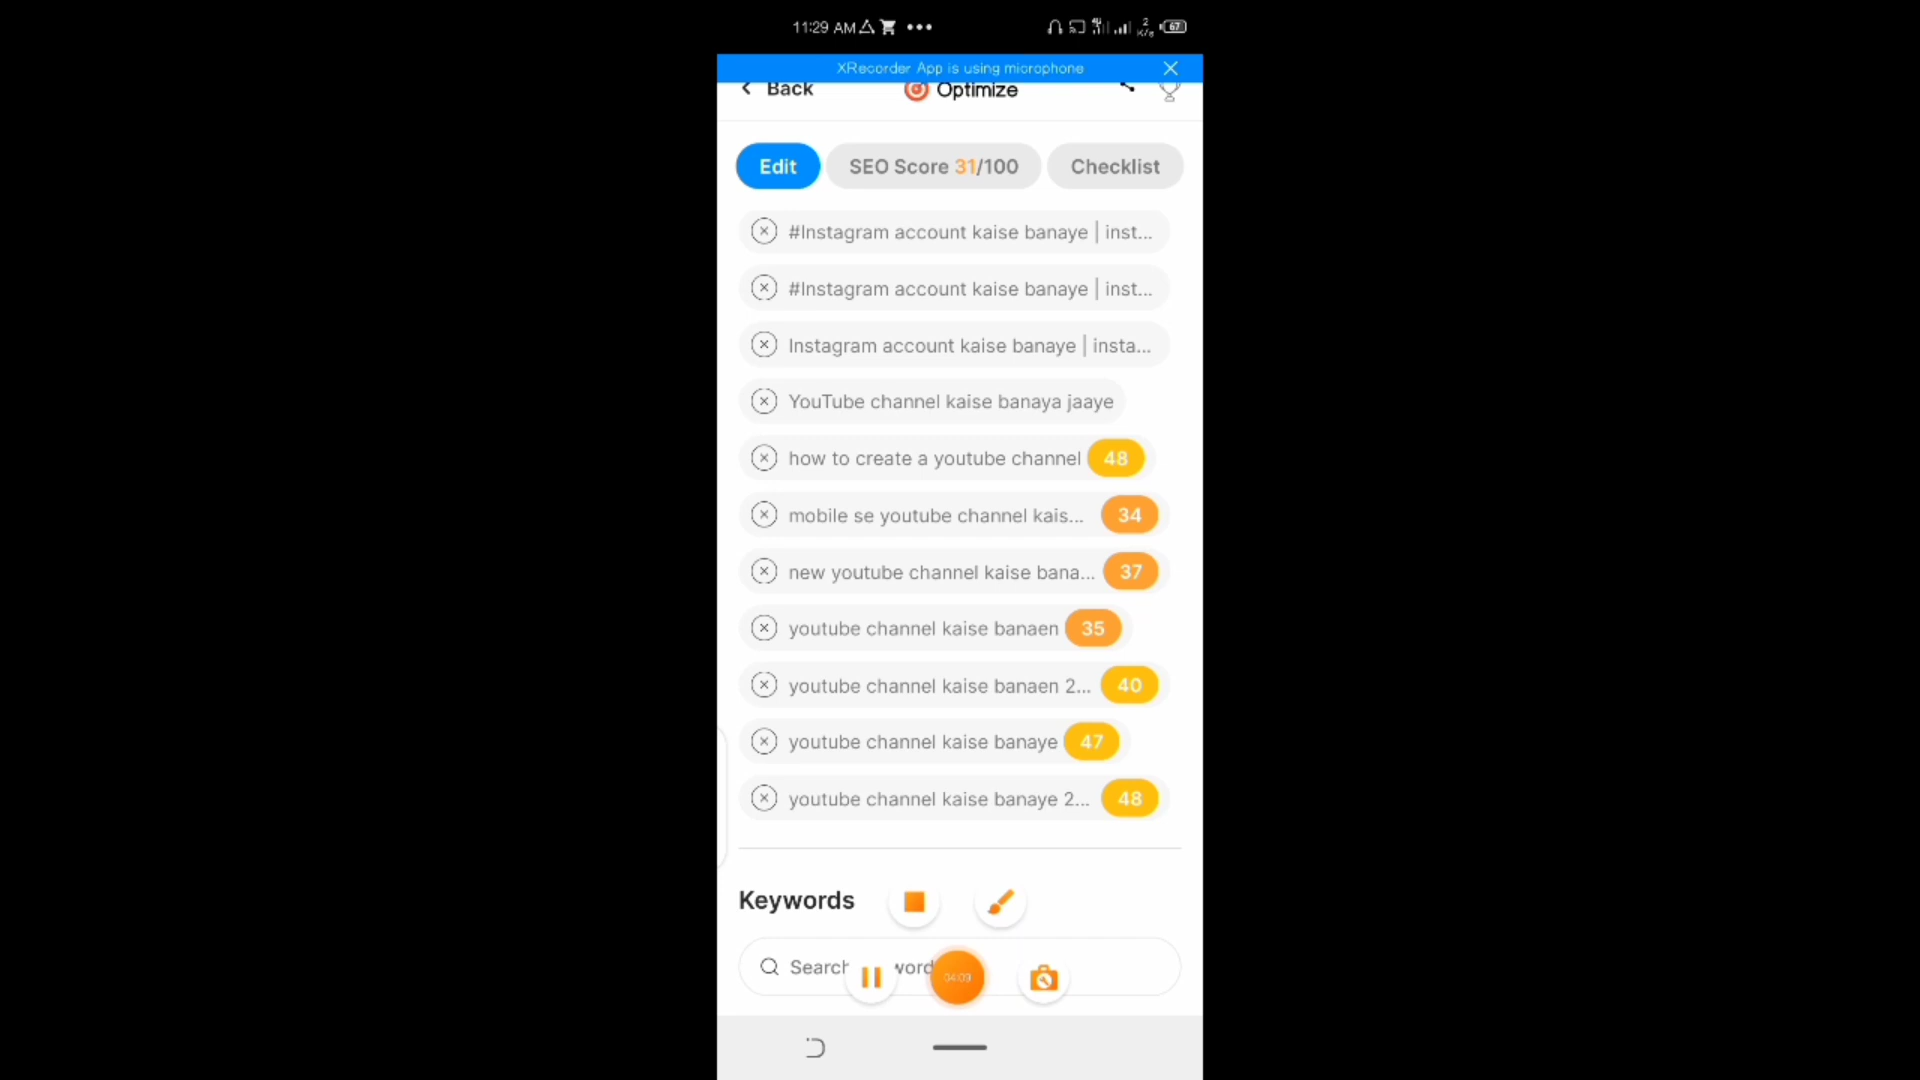 11:29 AM
2
K/s
67
XRecorder App is using microphone
Back
Optimize
Edit
SEO Score 31/100
Checklist
#Instagram account kaise banaye | inst...
#Instagram account kaise banaye | inst...
Instagram account kaise banaye | insta...
YouTube channel kaise banaya jaaye
how to create a youtube channel 48
mobile se youtube channel kais... 34
new youtube channel kaise bana... 37
youtube channel kaise banaen 35
youtube channel kaise banaen 2... 40
youtube channel kaise banaye 47
youtube channel kaise banaye 2... 48
Keywords
Search
04:09